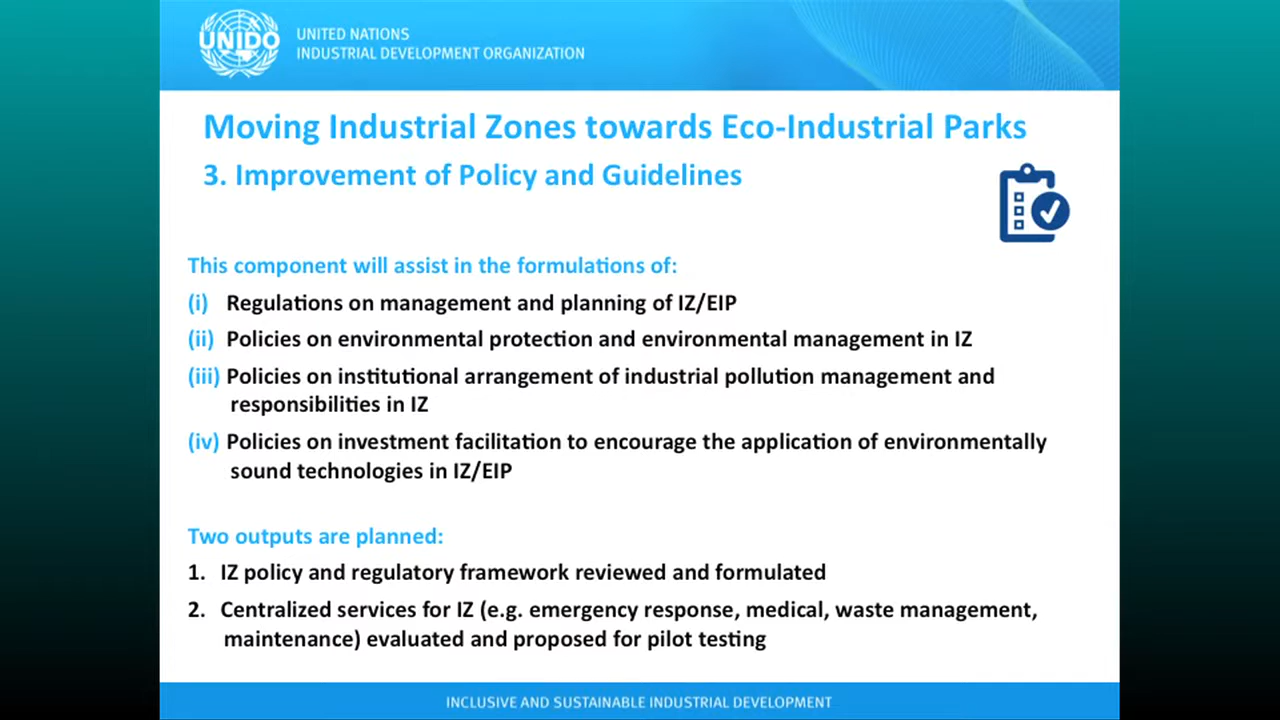 UNIDO
UNITED NATIONS
INDUSTRIAL DEVELOPMENT ORGANIZATION
Moving Industrial Zones towards Eco-Industrial Parks
3. Improvement of Policy and Guidelines
This component will assist in the formulations of:
(i) Regulations on management and planning of IZ/EIP
(ii) Policies on environmental protection and environmental management in IZ
(iii) Policies on institutional arrangement of industrial pollution management and
responsibilities in IZ
(iv) Policies on investment facilitation to encourage the application of environmentally
sound technologies in IZ/EIP
Two outputs are planned:
1. IZ policy and regulatory framework reviewed and formulated
2. Centralized services for IZ (e.g. emergency response, medical, waste management,
maintenance) evaluated and proposed for pilot testing
INCLUSIVE AND SUSTAINABLE INDUSTRIAL DEVELOPMENT